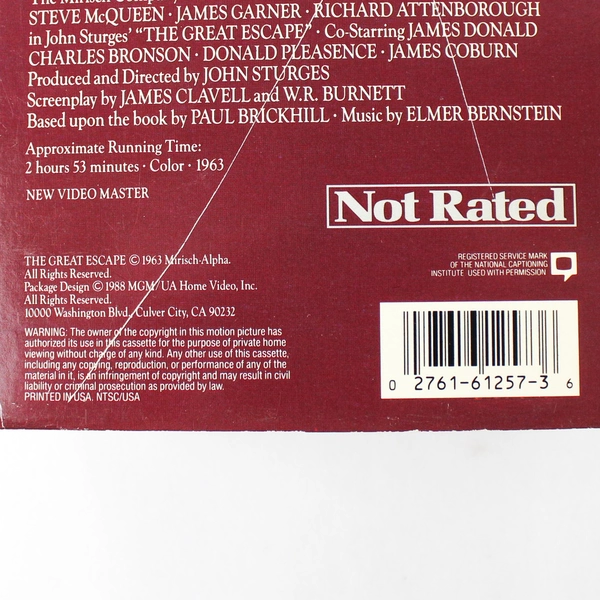 The Mirisch Company
STEVE McQUEEN · JAMES GARNER · RICHARD ATTENBOROUGH
in John Sturges' "THE GREAT ESCAPE" · Co-Starring JAMES DONALD
CHARLES BRONSON · DONALD PLEASENCE · JAMES COBURN
Produced and Directed by JOHN STURGES
Screenplay by JAMES CLAVELL and W.R. BURNETT
Based upon the book by PAUL BRICKHILL · Music by ELMER BERNSTEIN
Approximate Running Time:
2 hours 53 minutes · Color · 1963
NEW VIDEO MASTER
Not Rated
THE GREAT ESCAPE © 1963 Mirisch-Alpha.
All Rights Reserved.
Package Design © 1988 MGM/UA Home Video, Inc.
All Rights Reserved.
10000 Washington Blvd., Culver City, CA 90232
REGISTERED SERVICE MARK
OF THE NATIONAL CAPTIONING
INSTITUTE USED WITH PERMISSION
WARNING: The owner of the copyright in this motion picture has
authorized its use in this cassette for the purpose of private home
viewing without charge of any kind. Any other use of this cassette,
including any copying, reproduction, or performance of any of the
material in it, is an infringement of copyright and may result in civil
liability or criminal prosecution as provided by law.
PRINTED IN USA. NTSC/USA
0 2761-61257-3 6